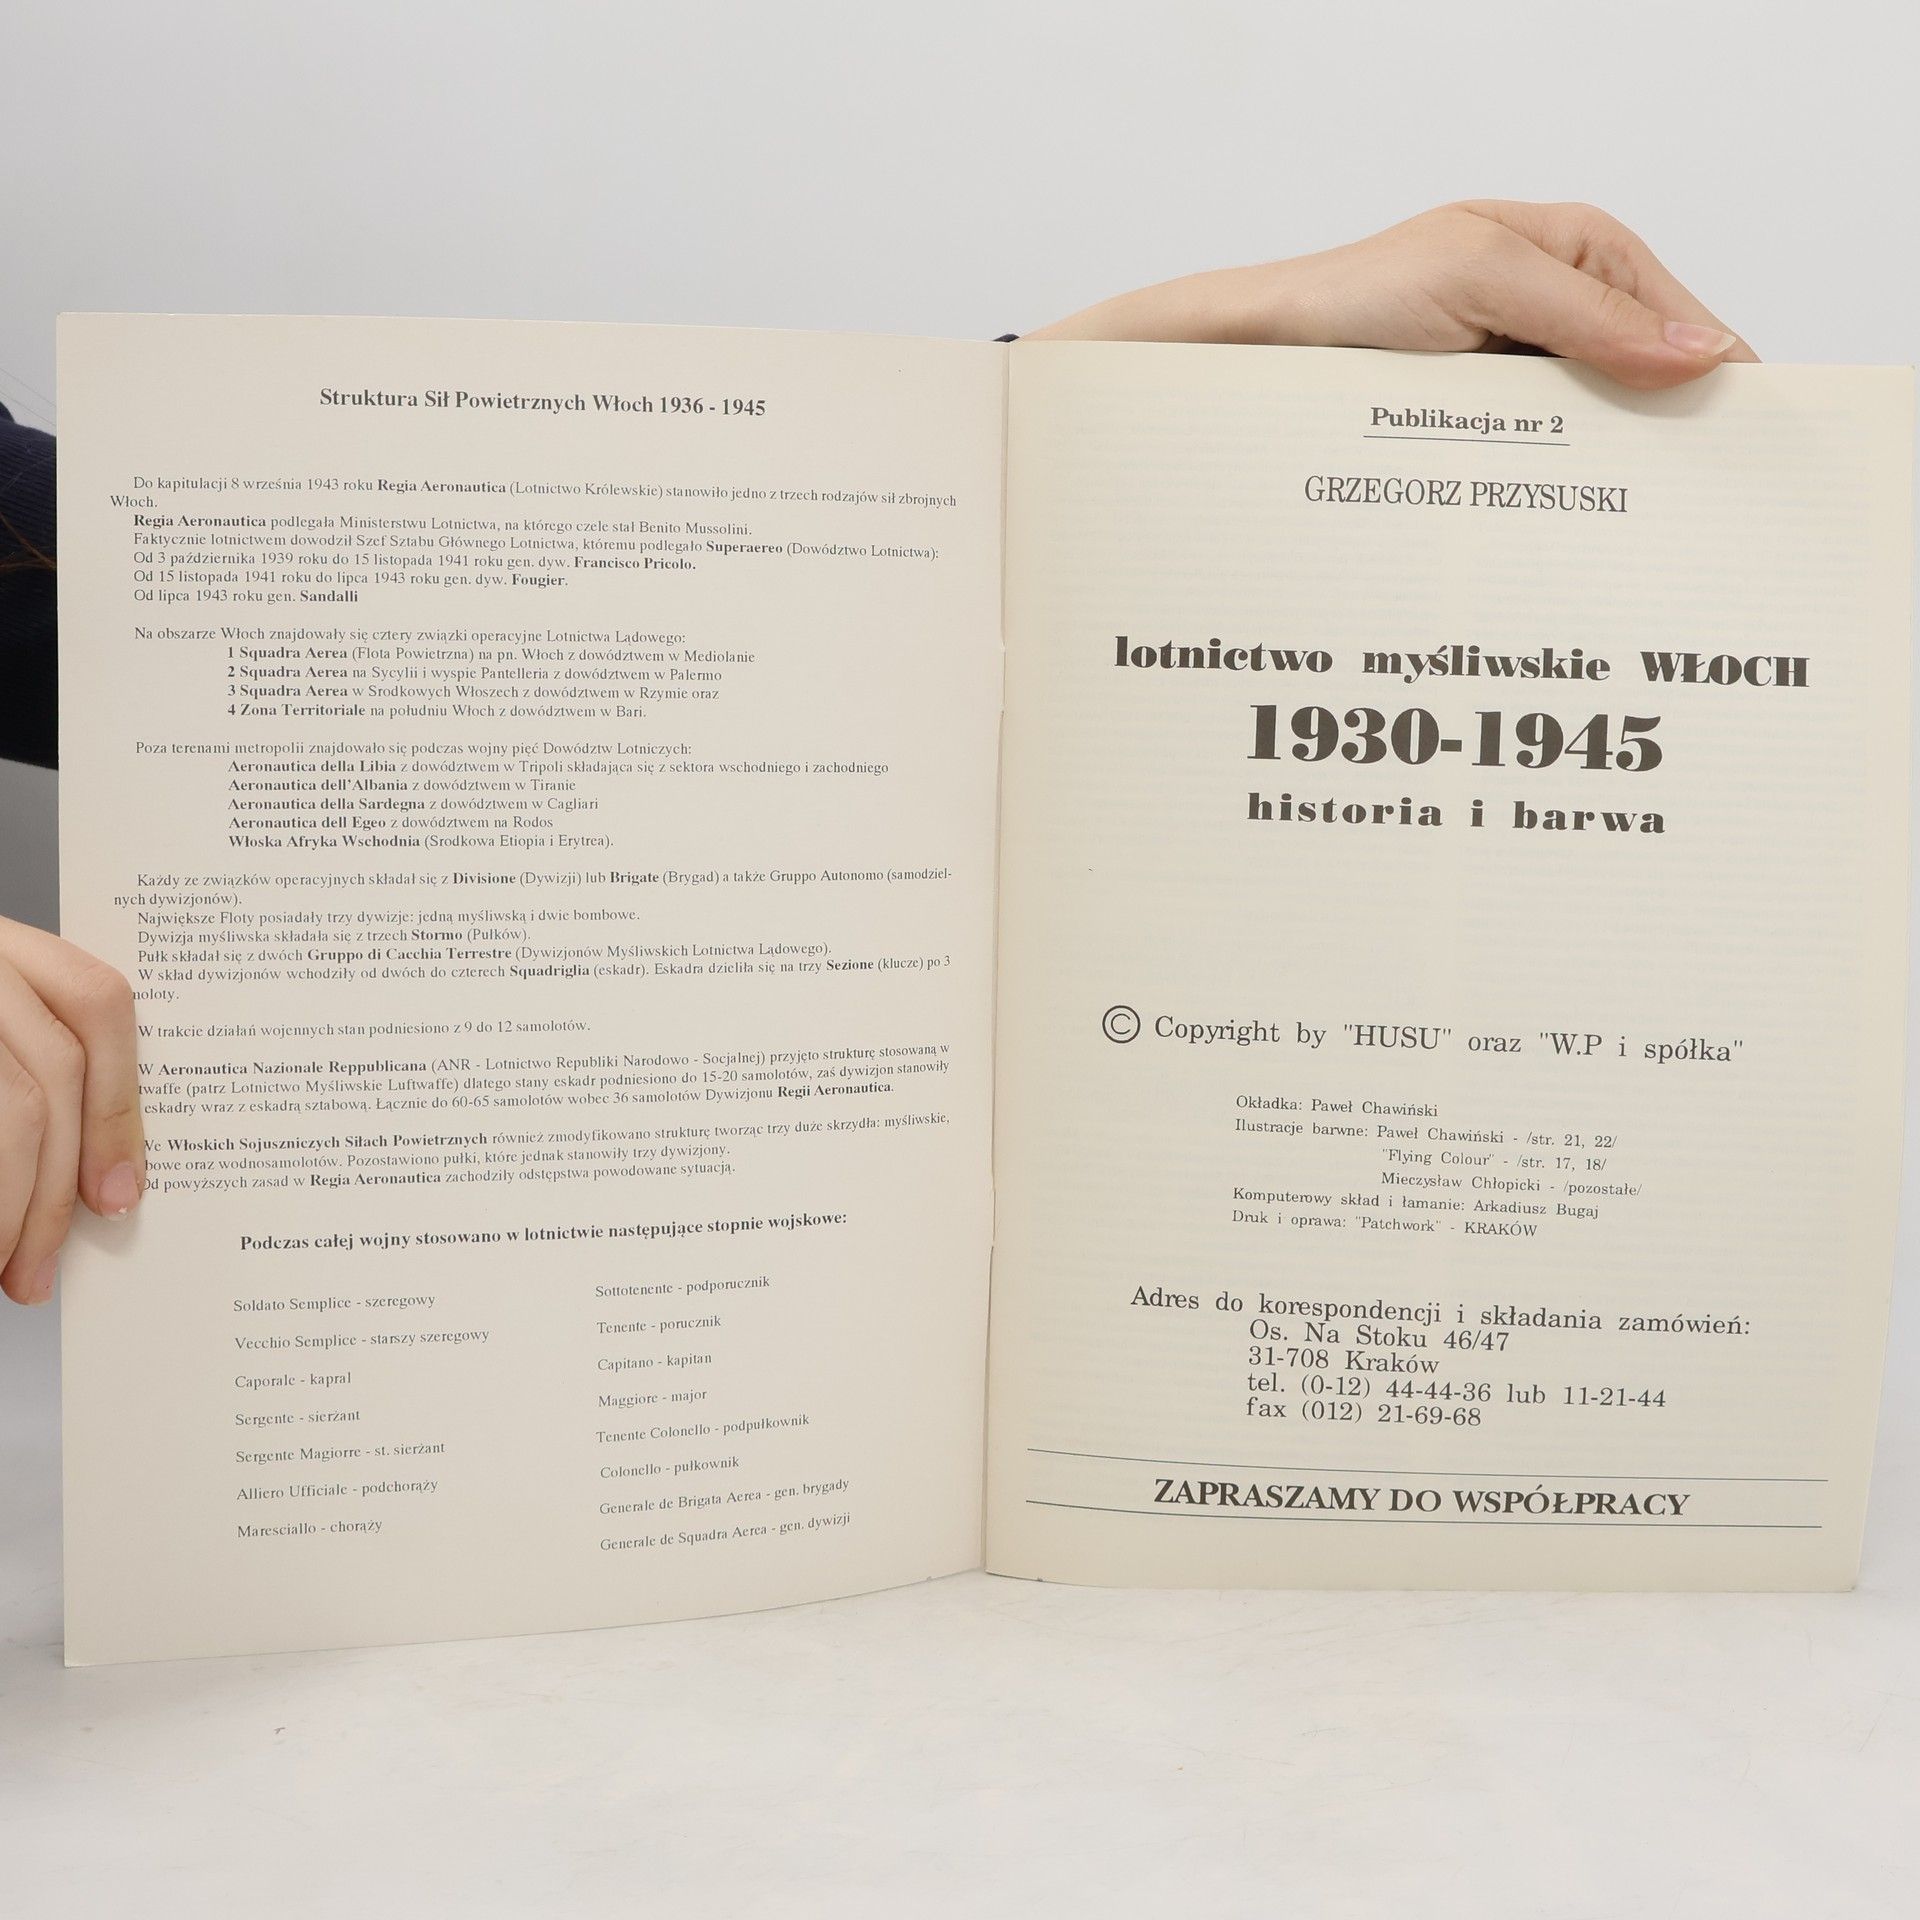 Struktura Sił Powietrznych Włoch 1936 - 1945
Do kapitulacji 8 września 1943 roku Regia Aeronautica (Lotnictwo Królewskie) stanowiło jedno z trzech rodzajów sił zbrojnych
Włoch.
Regia Aeronautica podlegała Ministerstwu Lotnictwa, na którego czele stał Benito Mussolini.
Faktycznie lotnictwem dowodził Szef Sztabu Głównego Lotnictwa, któremu podlegało Superaereo (Dowództwo Lotnictwa):
Od 3 października 1939 roku do 15 listopada 1941 roku gen. dyw. Francisco Pricolo.
Od 15 listopada 1941 roku do lipca 1943 roku gen. dyw. Fougier.
Od lipca 1943 roku gen. Sandalli
Na obszarze Włoch znajdowały się cztery związki operacyjne Lotnictwa Lądowego:
1 Squadra Aerea (Flota Powietrzna) na pn. Włoch z dowództwem w Mediolanie
2 Squadra Aerea na Sycylii i wyspie Pantelleria z dowództwem w Palermo
3 Squadra Aerea w Srodkowych Włoszech z dowództwem w Rzymie oraz
4 Zona Territoriale na południu Włoch z dowództwem w Bari.
Poza terenami metropolii znajdowało się podczas wojny pięć Dowództw Lotniczych:
Aeronautica della Libia z dowództwem w Tripoli składająca się z sektora wschodniego i zachodniego
Aeronautica dell'Albania z dowództwem w Tiranie
Aeronautica della Sardegna z dowództwem w Cagliari
Aeronautica dell Egeo z dowództwem na Rodos
Włoska Afryka Wschodnia (Srodkowa Etiopia i Erytrea).
Każdy ze związków operacyjnych składał się z Divisione (Dywizji) lub Brigate (Brygad) a także Gruppo Autonomo (samodziel-
nych dywizjonów).
Największe Floty posiadały trzy dywizje: jedną myśliwską i dwie bombowe.
Dywizja myśliwska składała się z trzech Stormo (Pułków).
Pułk składał się z dwóch Gruppo di Cacchia Terrestre (Dywizjonów Myśliwskich Lotnictwa Lądowego).
W skład dywizjonów wchodziły od dwóch do czterech Squadriglia (eskadr). Eskadra dzieliła się na trzy Sezione (klucze) po 3
moloty.
W trakcie działań wojennych stan podniesiono z 9 do 12 samolotów.
W Aeronautica Nazionale Reppublicana (ANR - Lotnictwo Republiki Narodowo - Socjalnej) przyjęto strukturę stosowaną w
twaffe (patrz Lotnictwo Myśliwskie Luftwaffe) dlatego stany eskadr podniesiono do 15-20 samolotów, zaś dywizjon stanowiły
eskadry wraz z eskadrą sztabową. Łącznie do 60-65 samolotów wobec 36 samolotów Dywizjonu Regii Aeronautica.
We Włoskich Sojuszniczych Siłach Powietrznych również zmodyfikowano strukturę tworząc trzy duże skrzydła: myśliwskie,
bowe oraz wodnosamolotów. Pozostawiono pułki, które jednak stanowiły trzy dywizjony.
Od powyższych zasad w Regia Aeronautica zachodziły odstępstwa powodowane sytuacją.
Podczas całej wojny stosowano w lotnictwie następujące stopnie wojskowe:
Soldato Semplice - szeregowy
Vecchio Semplice - starszy szeregowy
Caporale - kapral
Sergente - sierżant
Sergente Magiorre - st. sierżant
Alliero Ufficiale - podchorąży
Maresciallo - chorąży
Sottotenente - podporucznik
Tenente - porucznik
Capitano - kapitan
Maggiore - major
Tenente Colonello - podpułkownik
Colonello - pułkownik
Generale de Brigata Aerea - gen. brygady
Generale de Squadra Aerea - gen. dywizji
Publikacja nr 2
GRZEGORZ PRZYSUSKI
lotnictwo myśliwskie WŁOCH
1930-1945
historia i barwa
© Copyright by "HUSU" oraz "W.P i spółka"
Okładka: Paweł Chawiński
Ilustracje barwne: Paweł Chawiński - /str. 21, 22/
"Flying Colour" - /str. 17, 18/
Mieczysław Chłopicki - /pozostałe/
Komputerowy skład i łamanie: Arkadiusz Bugaj
Druk i oprawa: "Patchwork" - KRAKÓW
Adres do korespondencji i składania zamówień:
Os. Na Stoku 46/47
31-708 Kraków
tel. (0-12) 44-44-36 lub 11-21-44
fax (012) 21-69-68
ZAPRASZAMY DO WSPÓŁPRACY